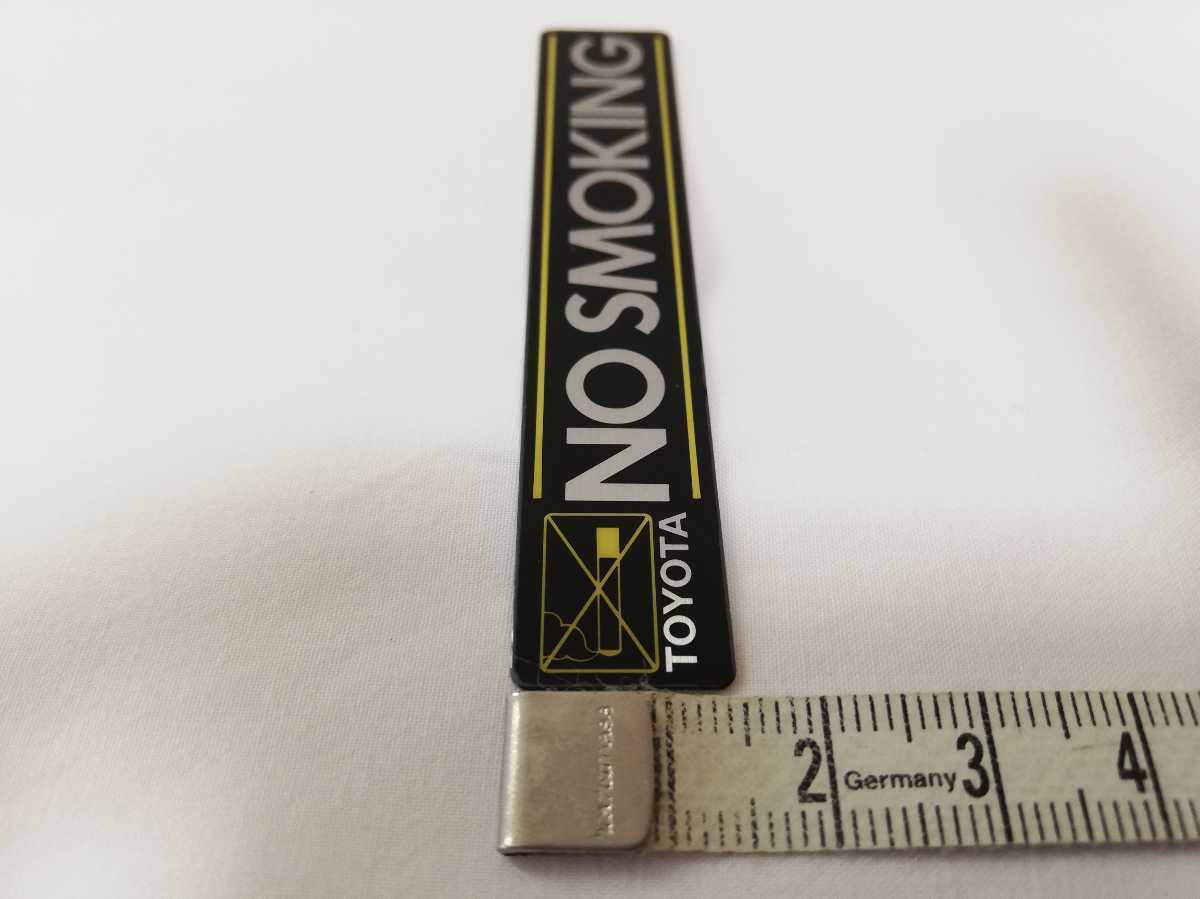 NO SMOKING
TOYOTA
2 Germany 3 4